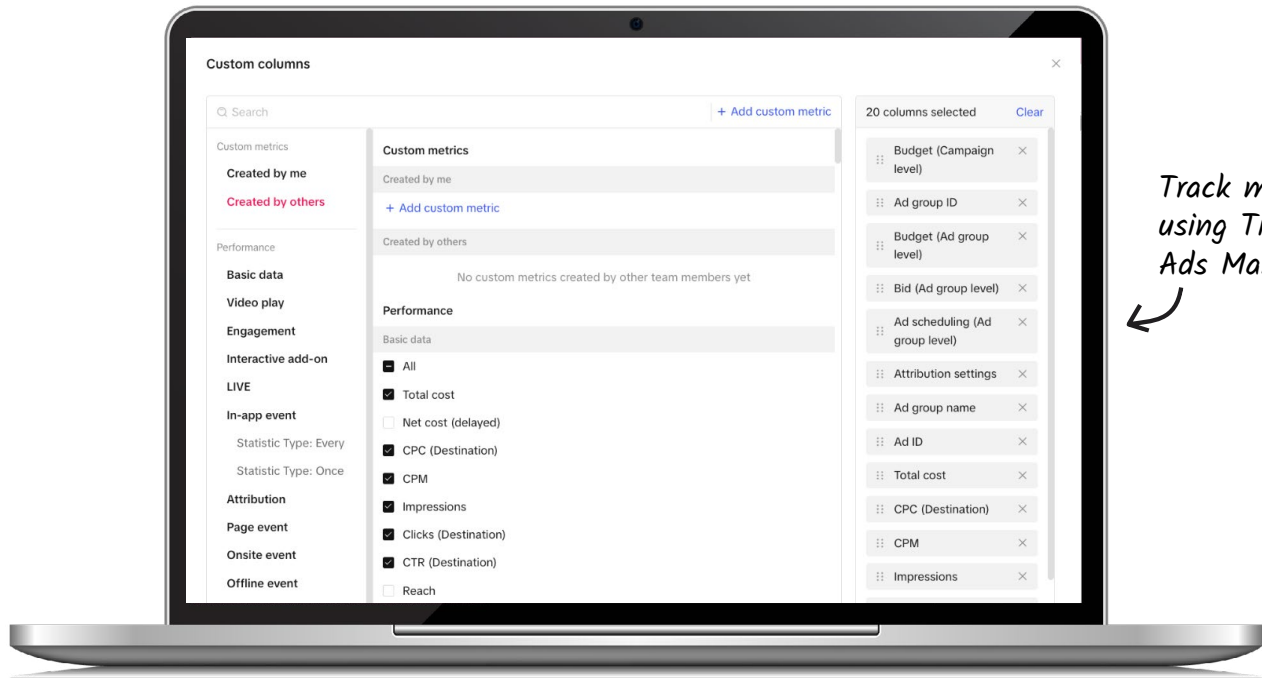 Custom columns
Search
+ Add custom metric
Custom metrics
Created by me
Created by others
Performance
Basic data
Video play
Engagement
Interactive add-on
LIVE
In-app event
Statistic Type: Every
Statistic Type: Once
Attribution
Page event
Onsite event
Offline event
Custom metrics
Created by me
+ Add custom metric
Created by others
No custom metrics created by other team members yet
Performance
Basic data
All
Total cost
Net cost (delayed)
CPC (Destination)
CPM
Impressions
Clicks (Destination)
CTR (Destination)
Reach
20 columns selected
Clear
Budget (Campaign
level)
Ad group ID
Budget (Ad group
level)
Bid (Ad group level)
Ad scheduling (Ad
group level)
Attribution settings
Ad group name
Ad ID
Total cost
CPC (Destination)
CPM
Impressions
Track
using
Ads